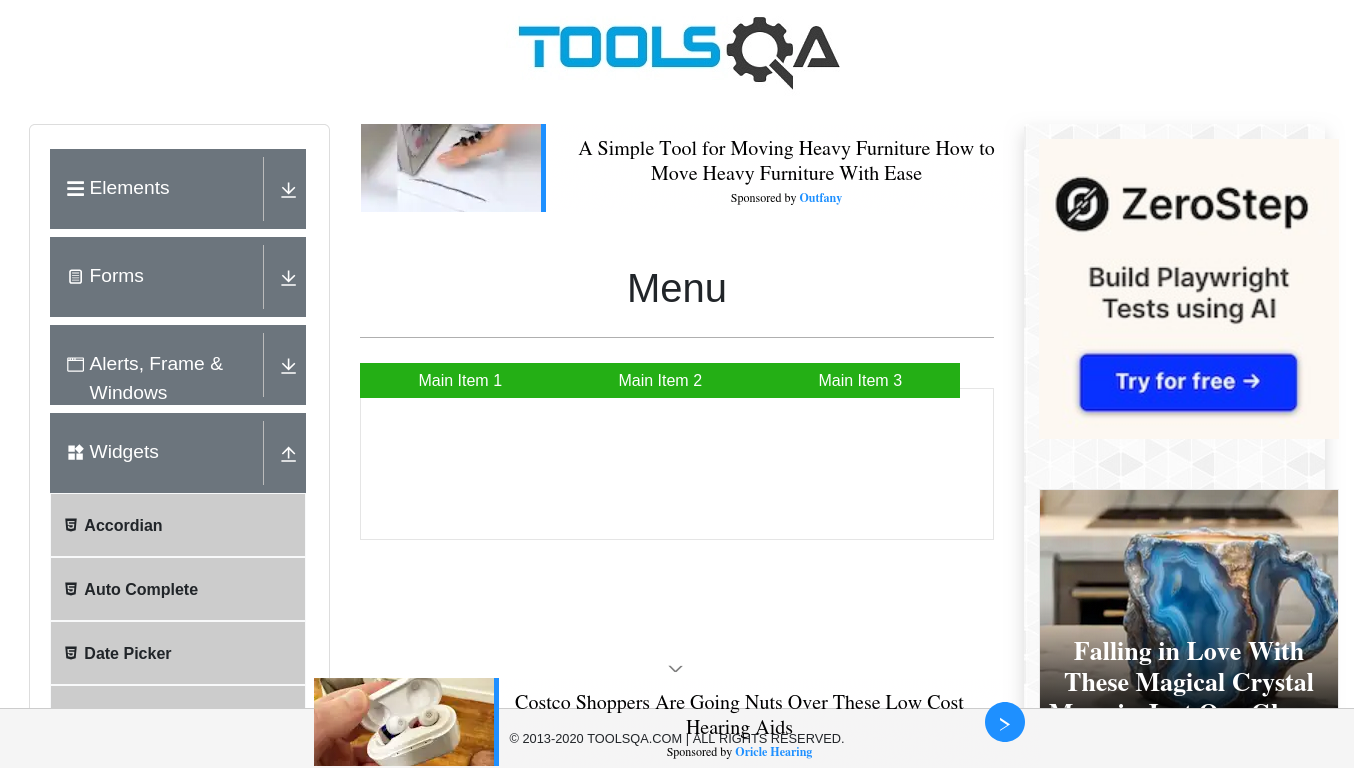 TOOLSQA
Elements
Forms
Alerts, Frame &
Windows
Widgets
Accordian
Auto Complete
Date Picker
A Simple Tool for Moving Heavy Furniture How to
Move Heavy Furniture With Ease
Sponsored by Outfany
Menu
Main Item 1
Main Item 2
Main Item 3
ZeroStep
Build Playwright
Tests using AI
Try for free →
Falling in Love With
These Magical Crystal
Costco Shoppers Are Going Nuts Over These Low Cost
Hearing Aids
Sponsored by Oricle Hearing
© 2013-2020 TOOLSQA.COM | ALL RIGHTS RESERVED.